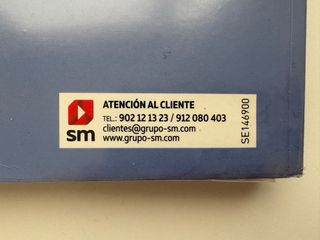 sm
ATENCIÓN AL CLIENTE
TEL.: 902 12 13 23 / 912 080 403
clientes@grupo-sm.com
www.grupo-sm.com
SE146900